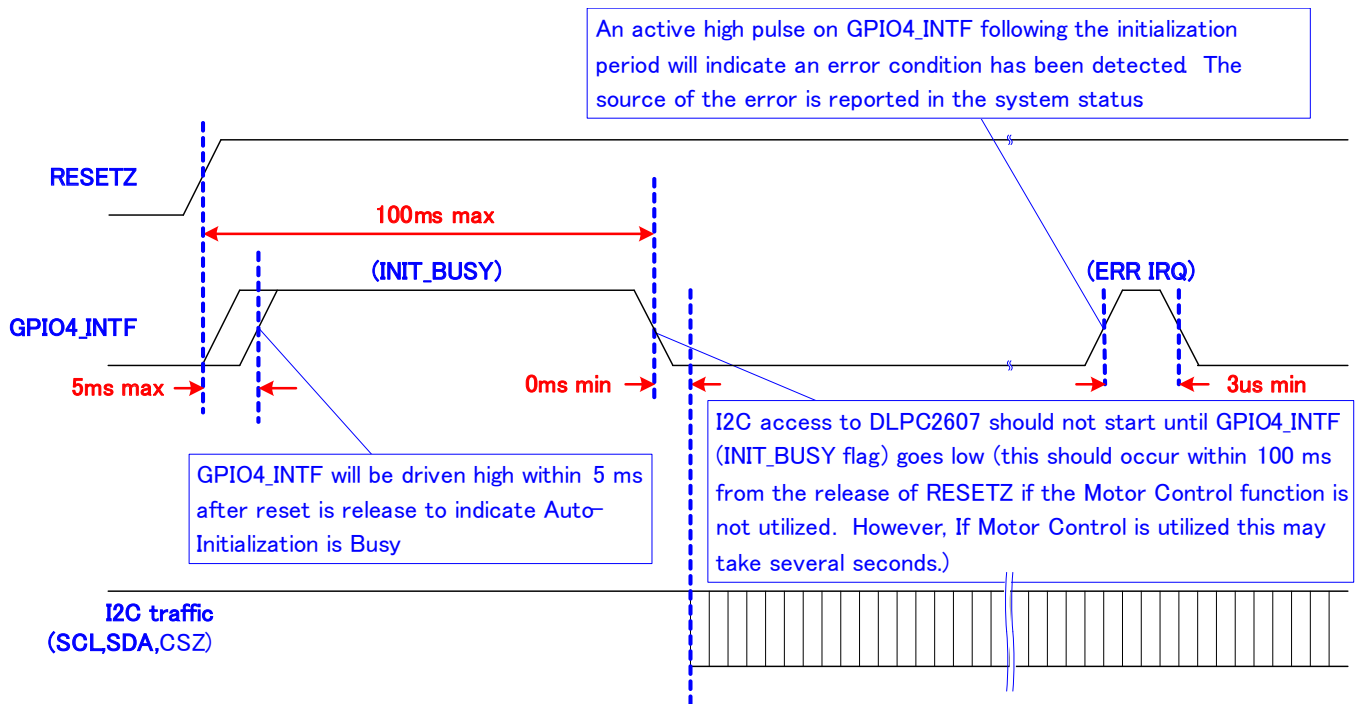 An active high pulse on GPIO4_INTF following the initialization
period will indicate an error condition has been detected. The
source of the error is reported in the system status
RESETZ
100ms max
(INIT_BUSY)
(ERR IRQ)
GPIO4_INTF
5ms max
0ms min
3us min
I2C access to DLPC2607 should not start until GPIO4_INTF
(INIT_BUSY flag) goes low (this should occur within 100 ms
from the release of RESETZ if the Motor Control function is
not utilized. However, If Motor Control is utilized this may
take several seconds.)
GPIO4_INTF will be driven high within 5 ms
after reset is release to indicate Auto-
Initialization is Busy
I2C traffic
(SCL,SDA,CSZ)